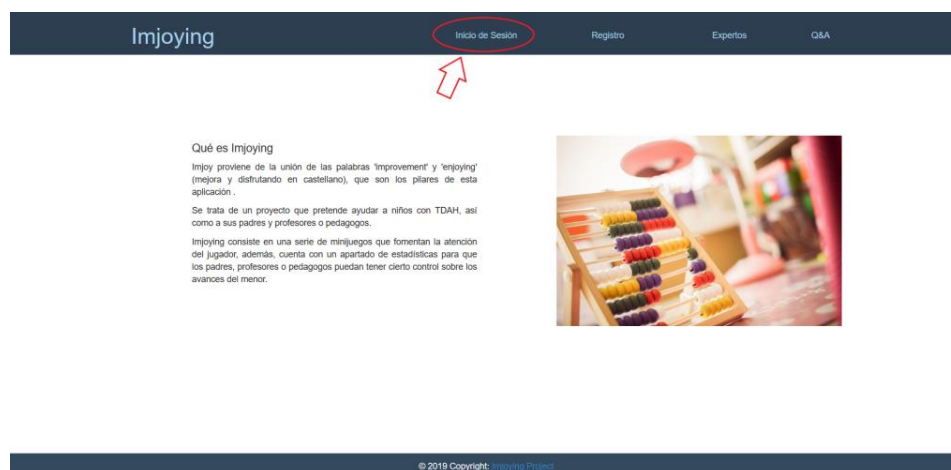 Imjoying
Inicio de Sesión
Registro
Expertos
Q&A
Qué es Imjoying
Imjoy proviene de la unión de las palabras 'improvement' y 'enjoying'
(mejora y disfrutando en castellano), que son los pilares de esta
aplicación .
Se trata de un proyecto que pretende ayudar a niños con TDAH, así
como a sus padres y profesores o pedagogos.
Imjoying consiste en una serie de minijuegos que fomentan la atención
del jugador, además, cuenta con un apartado de estadísticas para que
los padres, profesores o pedagogos puedan tener cierto control sobre los
avances del menor.
© 2019 Copyright: Imjoying Project